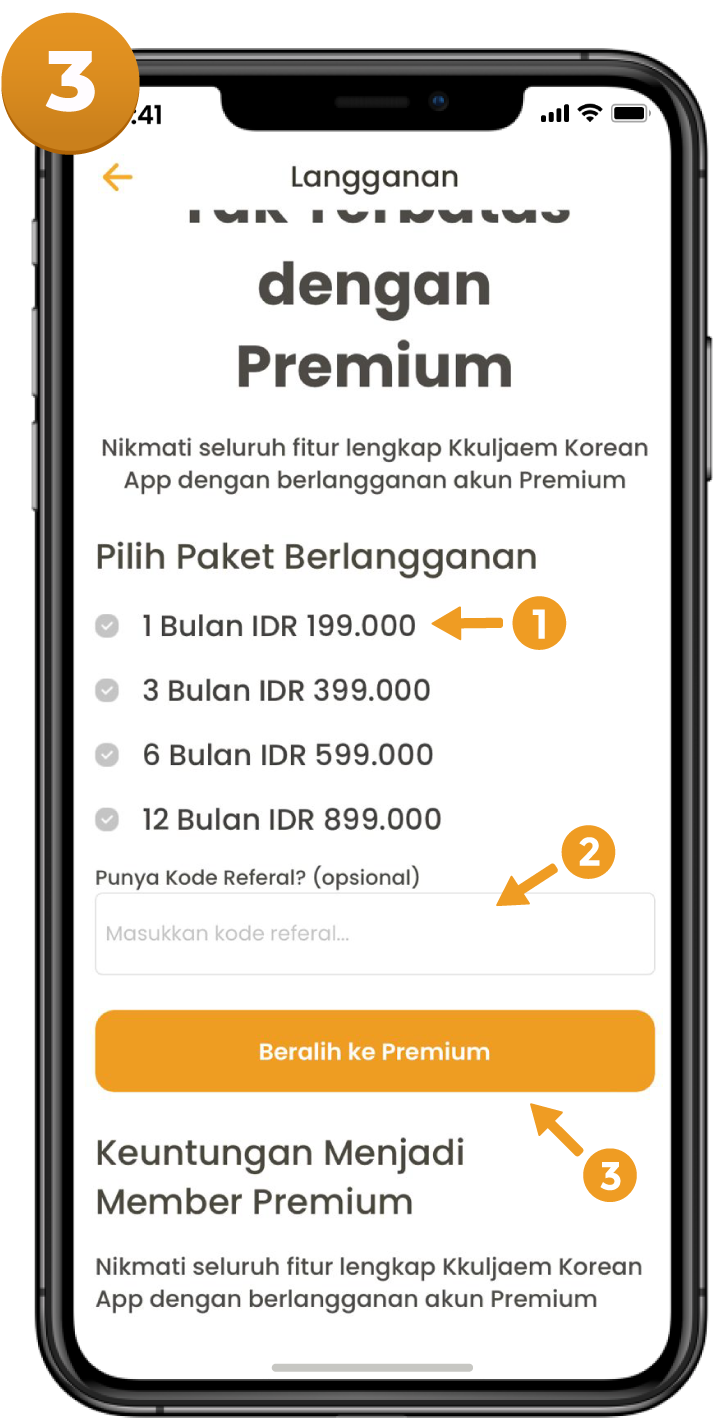 3
:41
Langganan
Tak Terbatas
dengan
Premium
Nikmati seluruh fitur lengkap Kkuljaem Korean
App dengan berlangganan akun Premium
Pilih Paket Berlangganan
1 Bulan IDR 199.000
1
3 Bulan IDR 399.000
6 Bulan IDR 599.000
12 Bulan IDR 899.000
2
Punya Kode Referal? (opsional)
Masukkan kode referal...
Beralih ke Premium
3
Keuntungan Menjadi
Member Premium
Nikmati seluruh fitur lengkap Kkuljaem Korean
App dengan berlangganan akun Premium